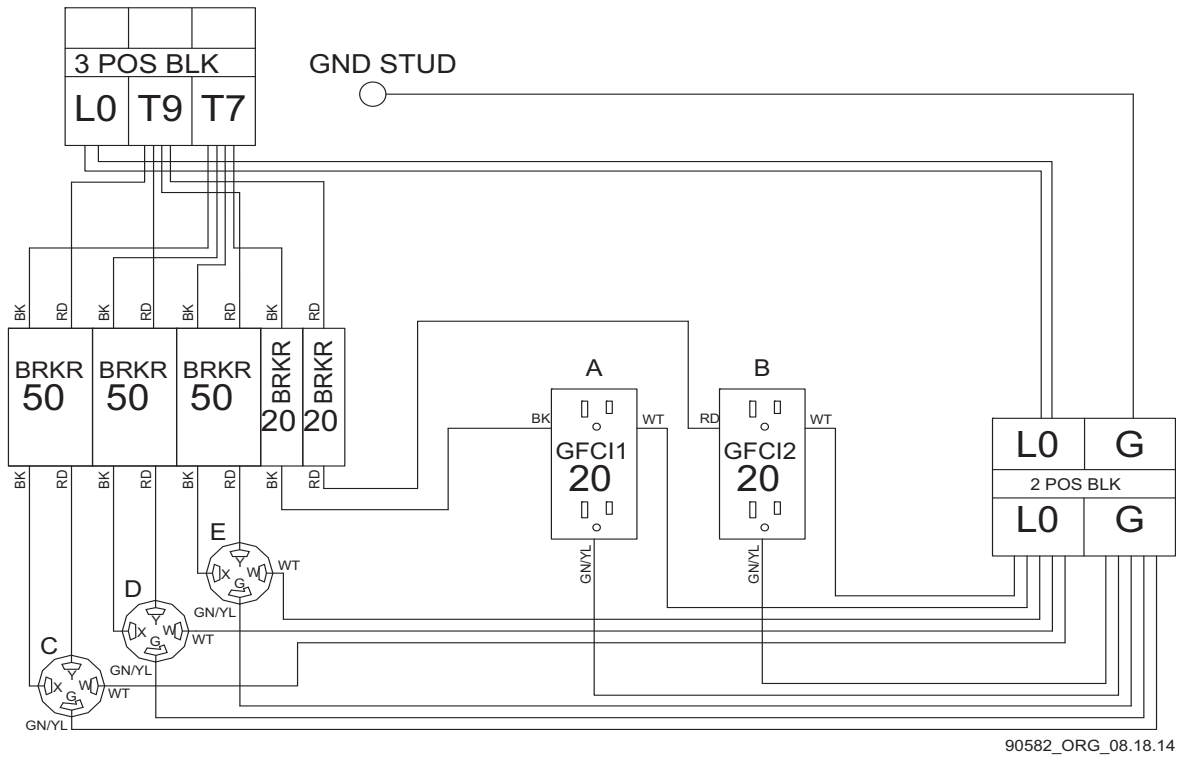 3 POS BLK
L0 T9 T7
GND STUD
BK RD BK RD BK RD BK RD
BRKR 50
BRKR 50
BRKR 50
BRKR 20
BRKR 20
BK RD BK RD BK RD BK RD
A
BK
WT
GFCI1
20
GN/YL
B
RD
WT
GFCI2
20
GN/YL
L0 G
2 POS BLK
L0 G
E
X Y W G
WT
GN/YL
D
X Y W G
WT
GN/YL
C
X Y W G
WT
GN/YL
90582_ORG_08.18.14